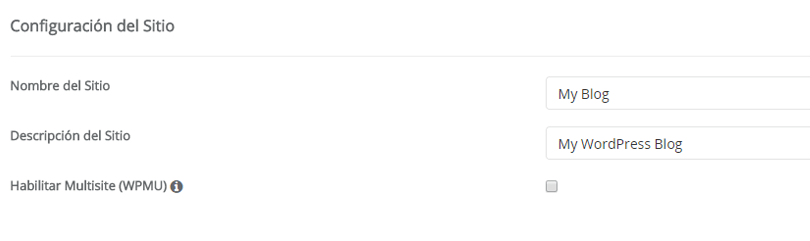 Configuración del Sitio
Nombre del Sitio
My Blog
Descripción del Sitio
My WordPress Blog
Habilitar Multisite (WPMU)